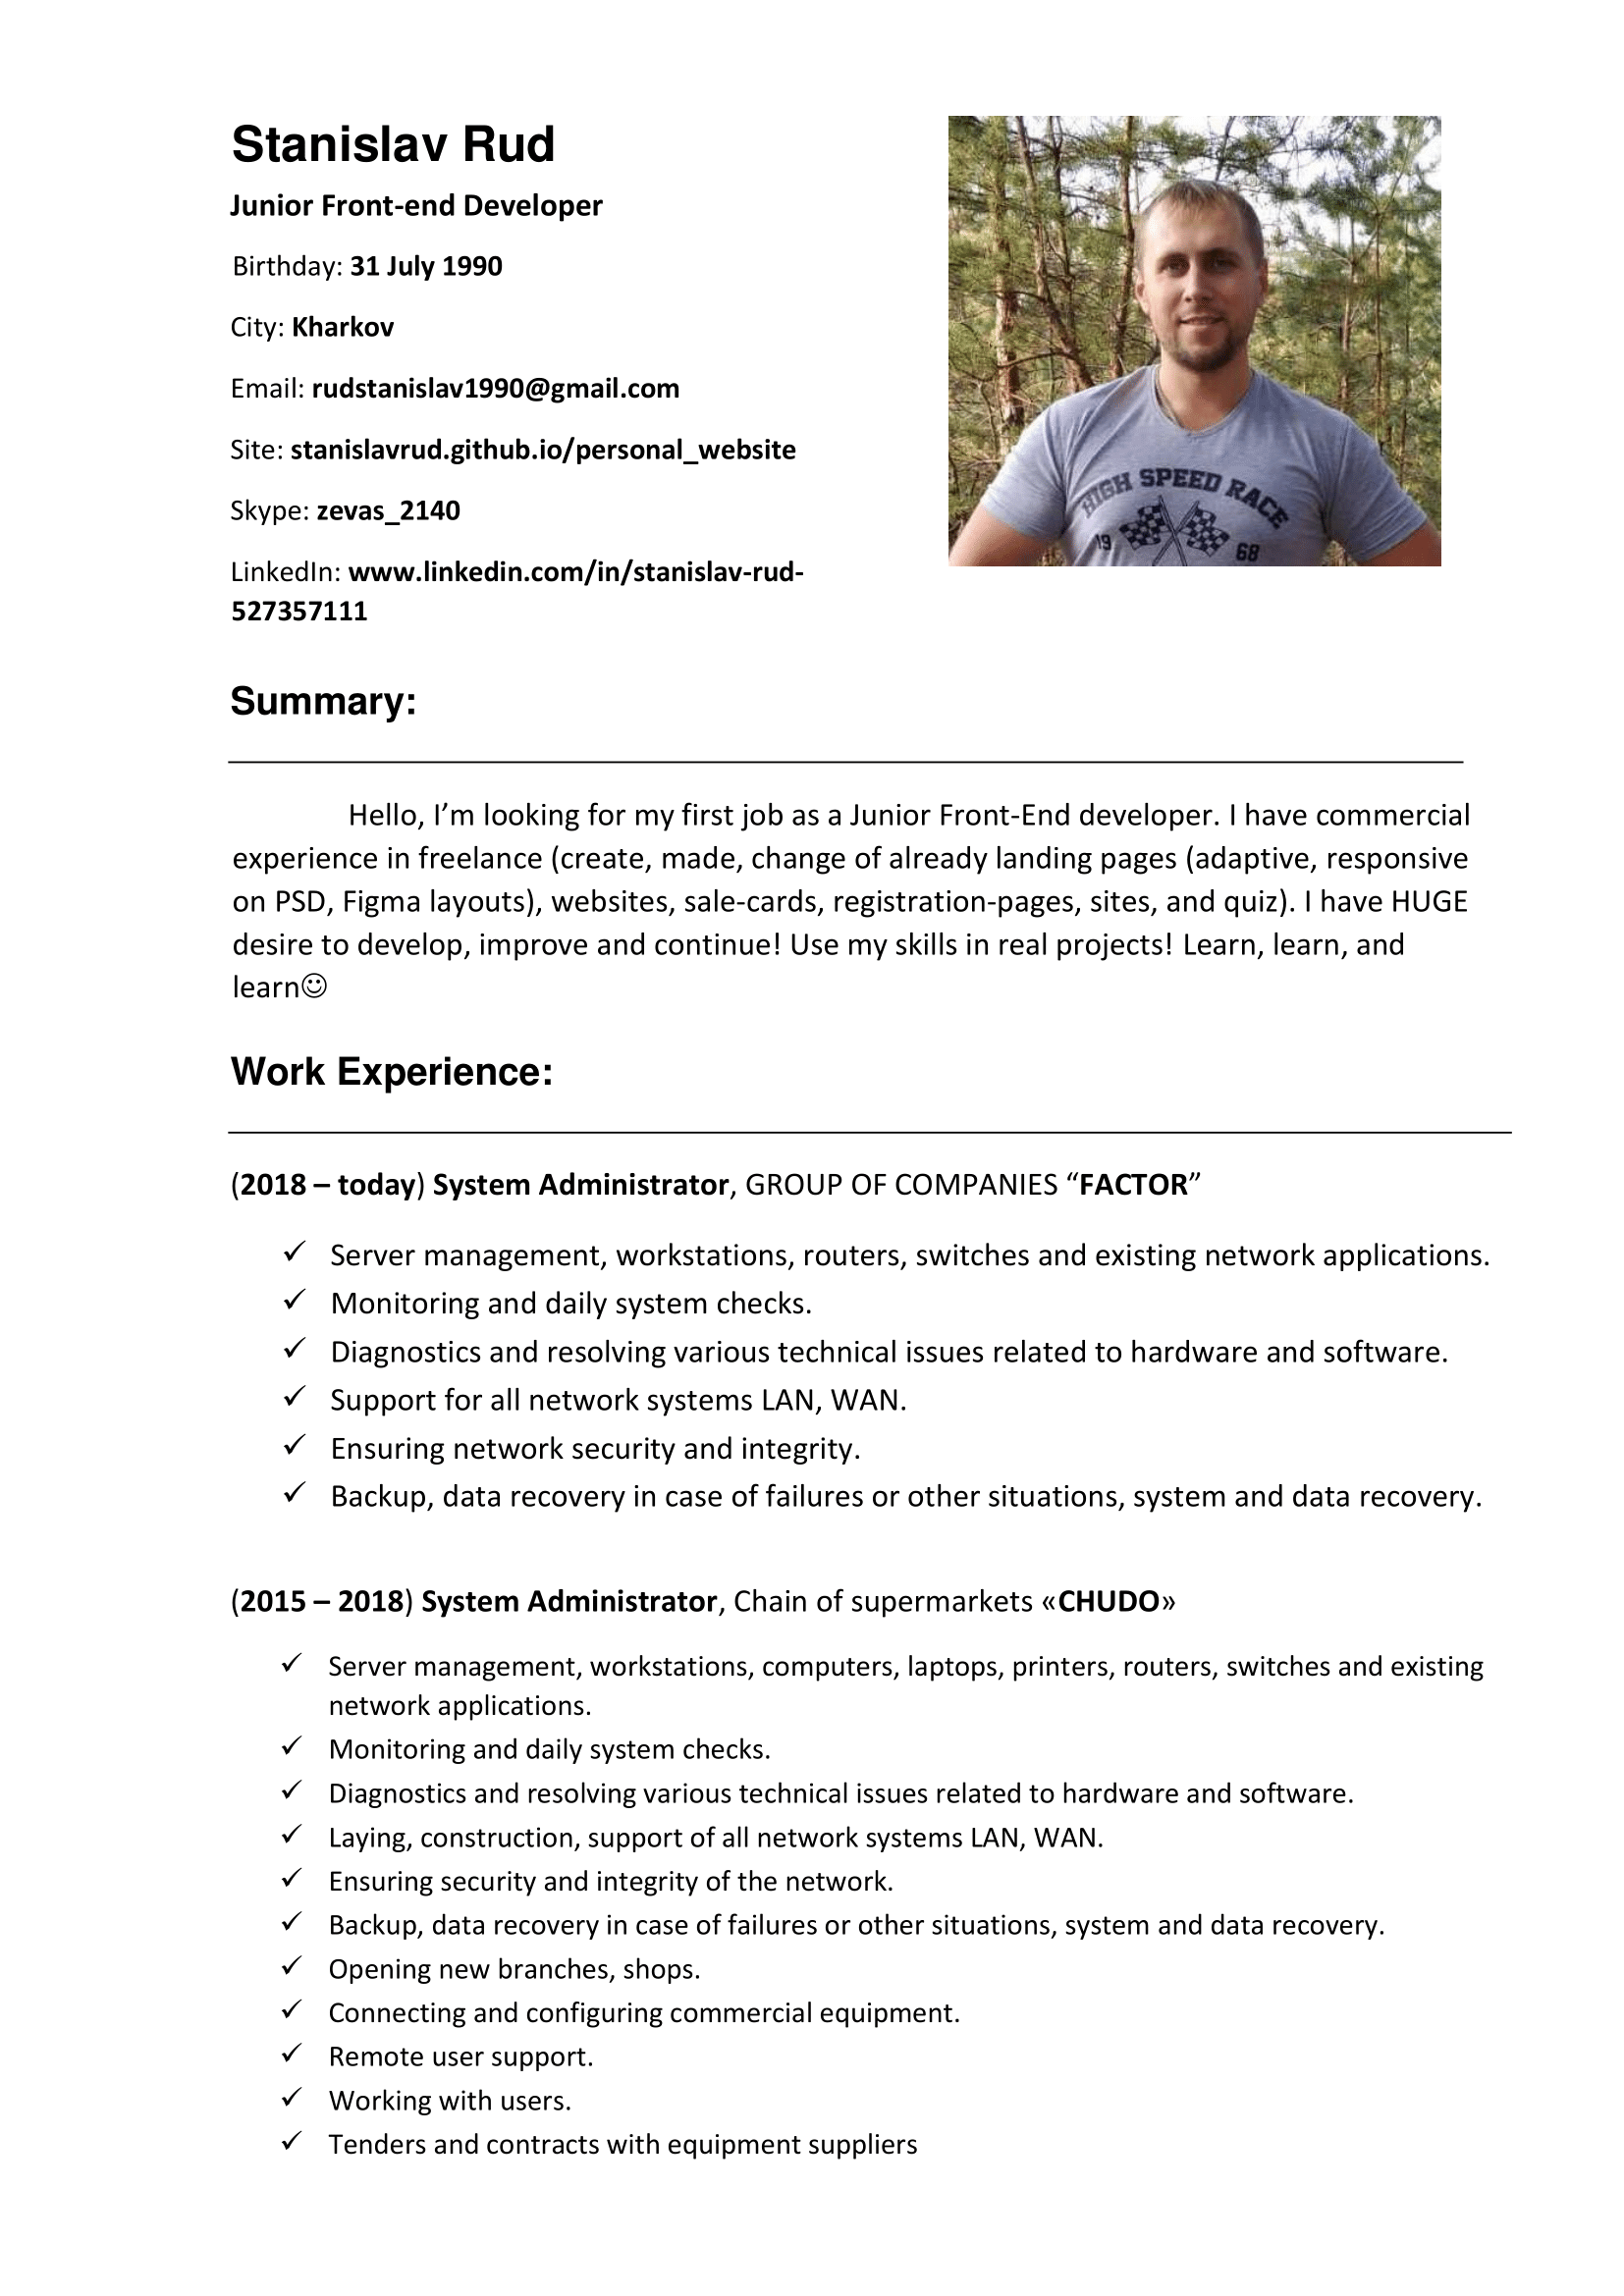 Stanislav Rud
Junior Front-end Developer
Birthday: 31 July 1990
City: Kharkov
Email: rudstanislav1990@gmail.com
Site: stanislavrud.github.io/personal_website
Skype: zevas_2140
LinkedIn: www.linkedin.com/in/stanislav-rud-
527357111
HIGH SPEED RACE
19 68
Summary:
Hello, I’m looking for my first job as a Junior Front-End developer. I have commercial
experience in freelance (create, made, change of already landing pages (adaptive, responsive
on PSD, Figma layouts), websites, sale-cards, registration-pages, sites, and quiz). I have HUGE
desire to develop, improve and continue! Use my skills in real projects! Learn, learn, and
learn☺
Work Experience:
(2018 – today) System Administrator, GROUP OF COMPANIES “FACTOR”
✓ Server management, workstations, routers, switches and existing network applications.
✓ Monitoring and daily system checks.
✓ Diagnostics and resolving various technical issues related to hardware and software.
✓ Support for all network systems LAN, WAN.
✓ Ensuring network security and integrity.
✓ Backup, data recovery in case of failures or other situations, system and data recovery.
(2015 – 2018) System Administrator, Chain of supermarkets «CHUDO»
✓ Server management, workstations, computers, laptops, printers, routers, switches and existing
network applications.
✓ Monitoring and daily system checks.
✓ Diagnostics and resolving various technical issues related to hardware and software.
✓ Laying, construction, support of all network systems LAN, WAN.
✓ Ensuring security and integrity of the network.
✓ Backup, data recovery in case of failures or other situations, system and data recovery.
✓ Opening new branches, shops.
✓ Connecting and configuring commercial equipment.
✓ Remote user support.
✓ Working with users.
✓ Tenders and contracts with equipment suppliers